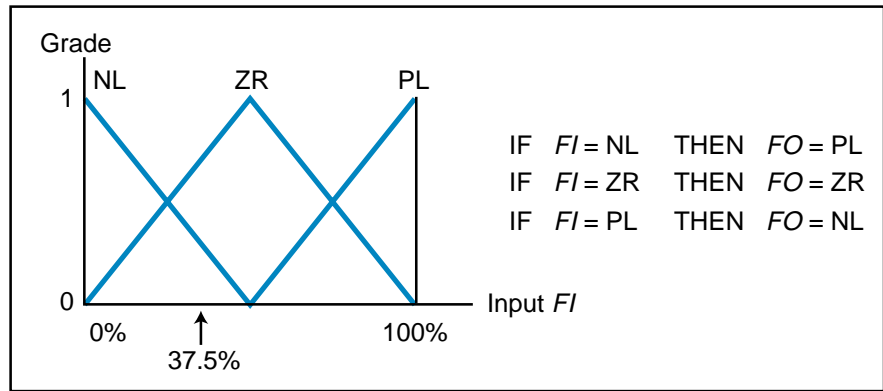 Grade
NL ZR PL
1
IF FI = NL THEN FO = PL
IF FI = ZR THEN FO = ZR
IF FI = PL THEN FO = NL
0
Input FI
0% 100%
37.5%